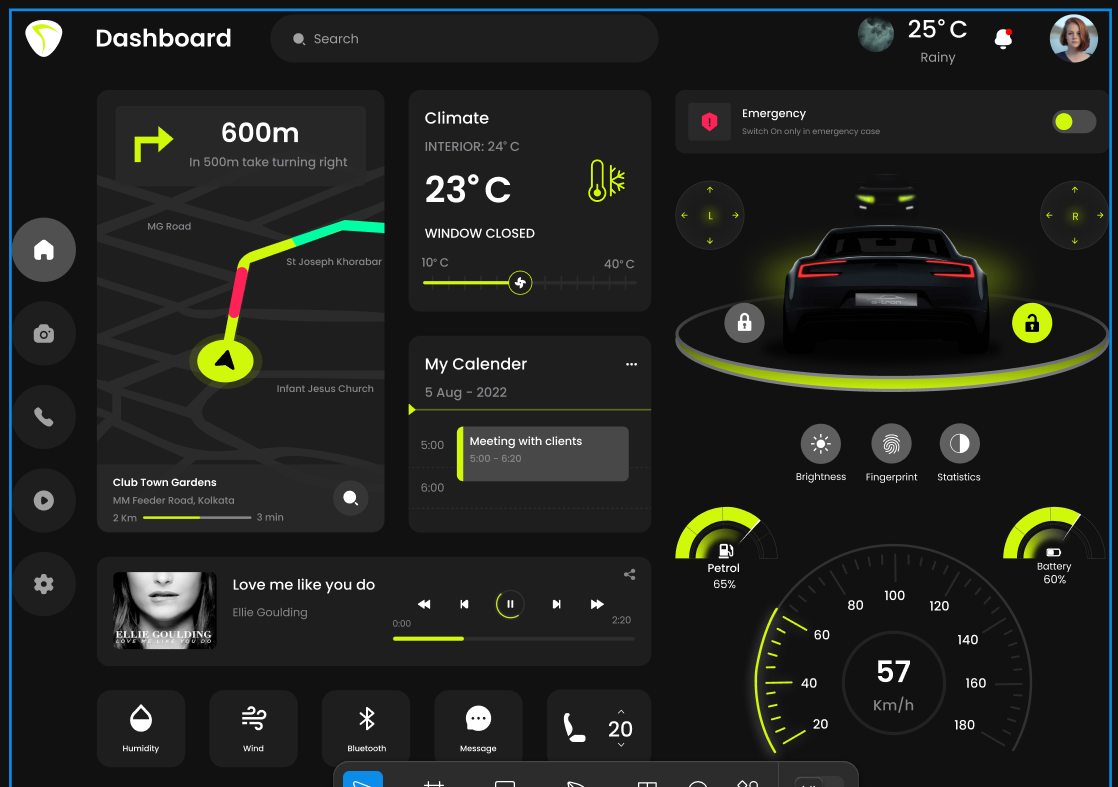 Dashboard
Search
25° C
Rainy
600m
In 500m take turning right
MG Road
St Joseph Khorabar
Infant Jesus Church
Club Town Gardens
MM Feeder Road, Kolkata
2 Km
3 min
Climate
INTERIOR: 24° C
23° C
WINDOW CLOSED
10° C
40° C
My Calender
5 Aug - 2022
5:00
Meeting with clients
5:00 - 6:20
6:00
Emergency
Switch On only in emergency case
L
R
Brightness
Fingerprint
Statistics
Petrol
65%
Battery
60%
20
40
60
80
100
120
140
160
180
57
Km/h
ELLIE GOULDING
LOVE ME LIKE YOU DO
Love me like you do
Ellie Goulding
0:00
2:20
Humidity
Wind
Bluetooth
Message
20